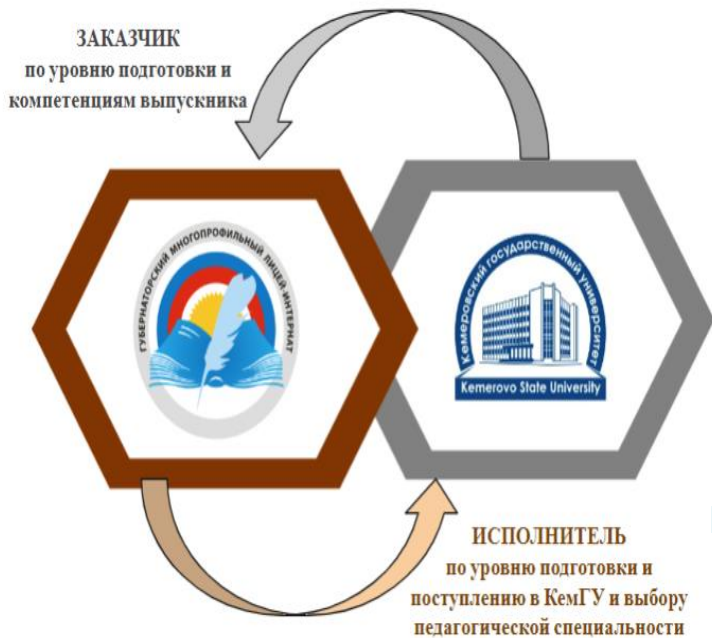 ЗАКАЗЧИК
по уровню подготовки и
компетенциям выпускника
ГУБЕРНАТОРСКИЙ МНОГОПРОФИЛЬНЫЙ ЛИЦЕЙ-ИНТЕРНАТ
Кемеровский государственный университет
Kemerovo State University
ИСПОЛНИТЕЛЬ
по уровню подготовки и
поступлению в КемГУ и выбору
педагогической специальности